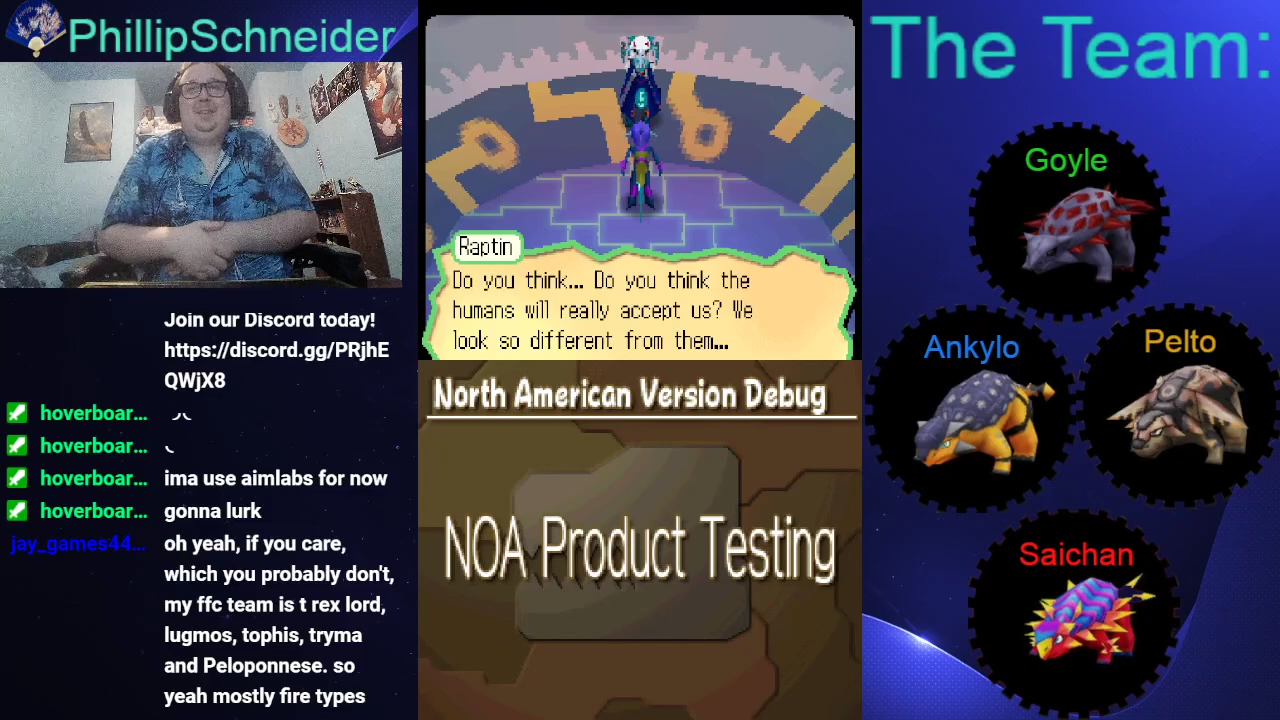 PhillipSchneider
Join our Discord today!
https://discord.gg/PRjhE
QWjX8
hoverboar...
hoverboar...
hoverboar... ima use aimlabs for now
hoverboar... gonna lurk
jay_games44... oh yeah, if you care,
which you probably don't,
my ffc team is t rex lord,
lugmos, tophis, tryma
and Peloponnese. so
yeah mostly fire types
Raptin
Do you think... Do you think the
humans will really accept us? We
look so different from them...
North American Version Debug
NOA Product Testing
The Team:
Goyle
Ankylo
Pelto
Saichan